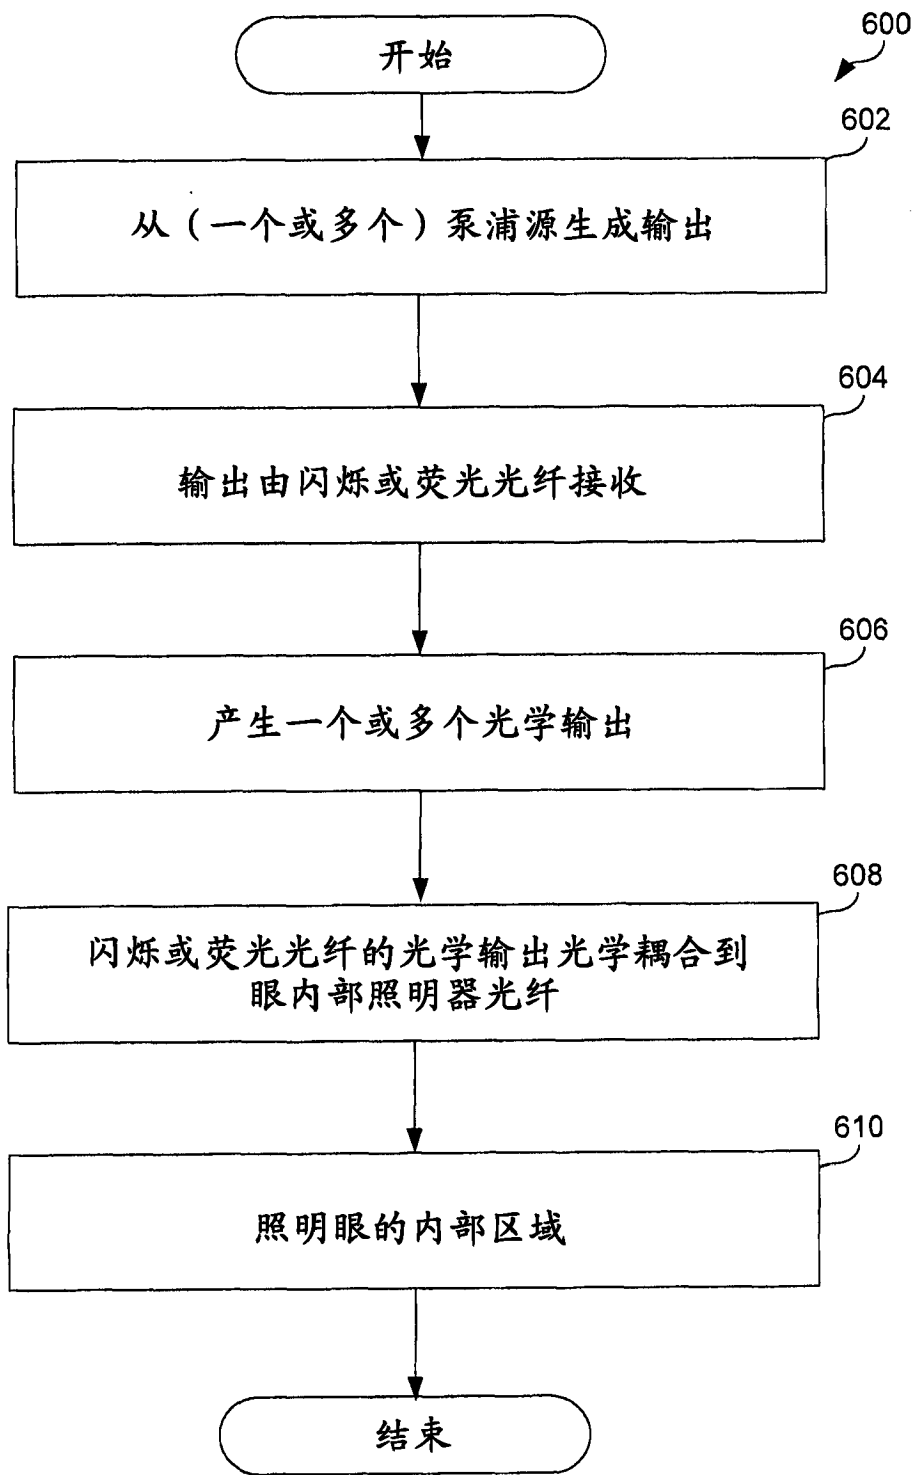 开始
600
602
从（一个或多个）泵浦源生成输出
604
输出由闪烁或荧光光纤接收
606
产生一个或多个光学输出
608
闪烁或荧光光纤的光学输出光学耦合到
眼内部照明器光纤
610
照明眼的内部区域
结束